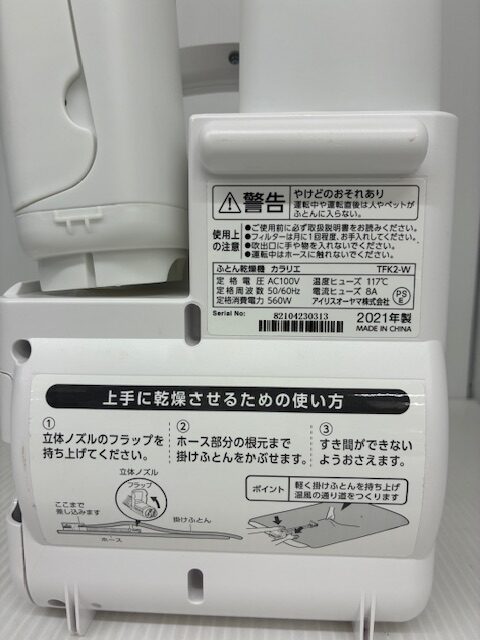 警告
やけどのおそれあり
運転中や運転直後は人やペットが
ふとんに入らない。
使用上の注意
●ご使用前に必ず取扱説明書をお読みください。
●フィルターは月に1回程度、お手入れしてください。
●吹出口に手や物を入れないでください。
●運転中はホースに触れないでください。
ふとん乾燥機 カラリエ TFK2-W
定格電圧 AC100V 温度ヒューズ 117℃
定格周波数 50/60Hz 電流ヒューズ 8A
定格消費電力 560W アイリスオーヤマ株式会社
PS
E
Serial No: 82104230313
2021年製
MADE IN CHINA
上手に乾燥させるための使い方
①
立体ノズルのフラップを
持ち上げてください。
②
ホース部分の根元まで
掛けふとんをかぶせます。
③
すき間ができない
ようおさえます。
立体ノズル
フラップ
ここまで
差し込みます
掛けふとん
ホース
ポイント
軽く掛けふとんを持ち上げ
温風の通り道をつくります